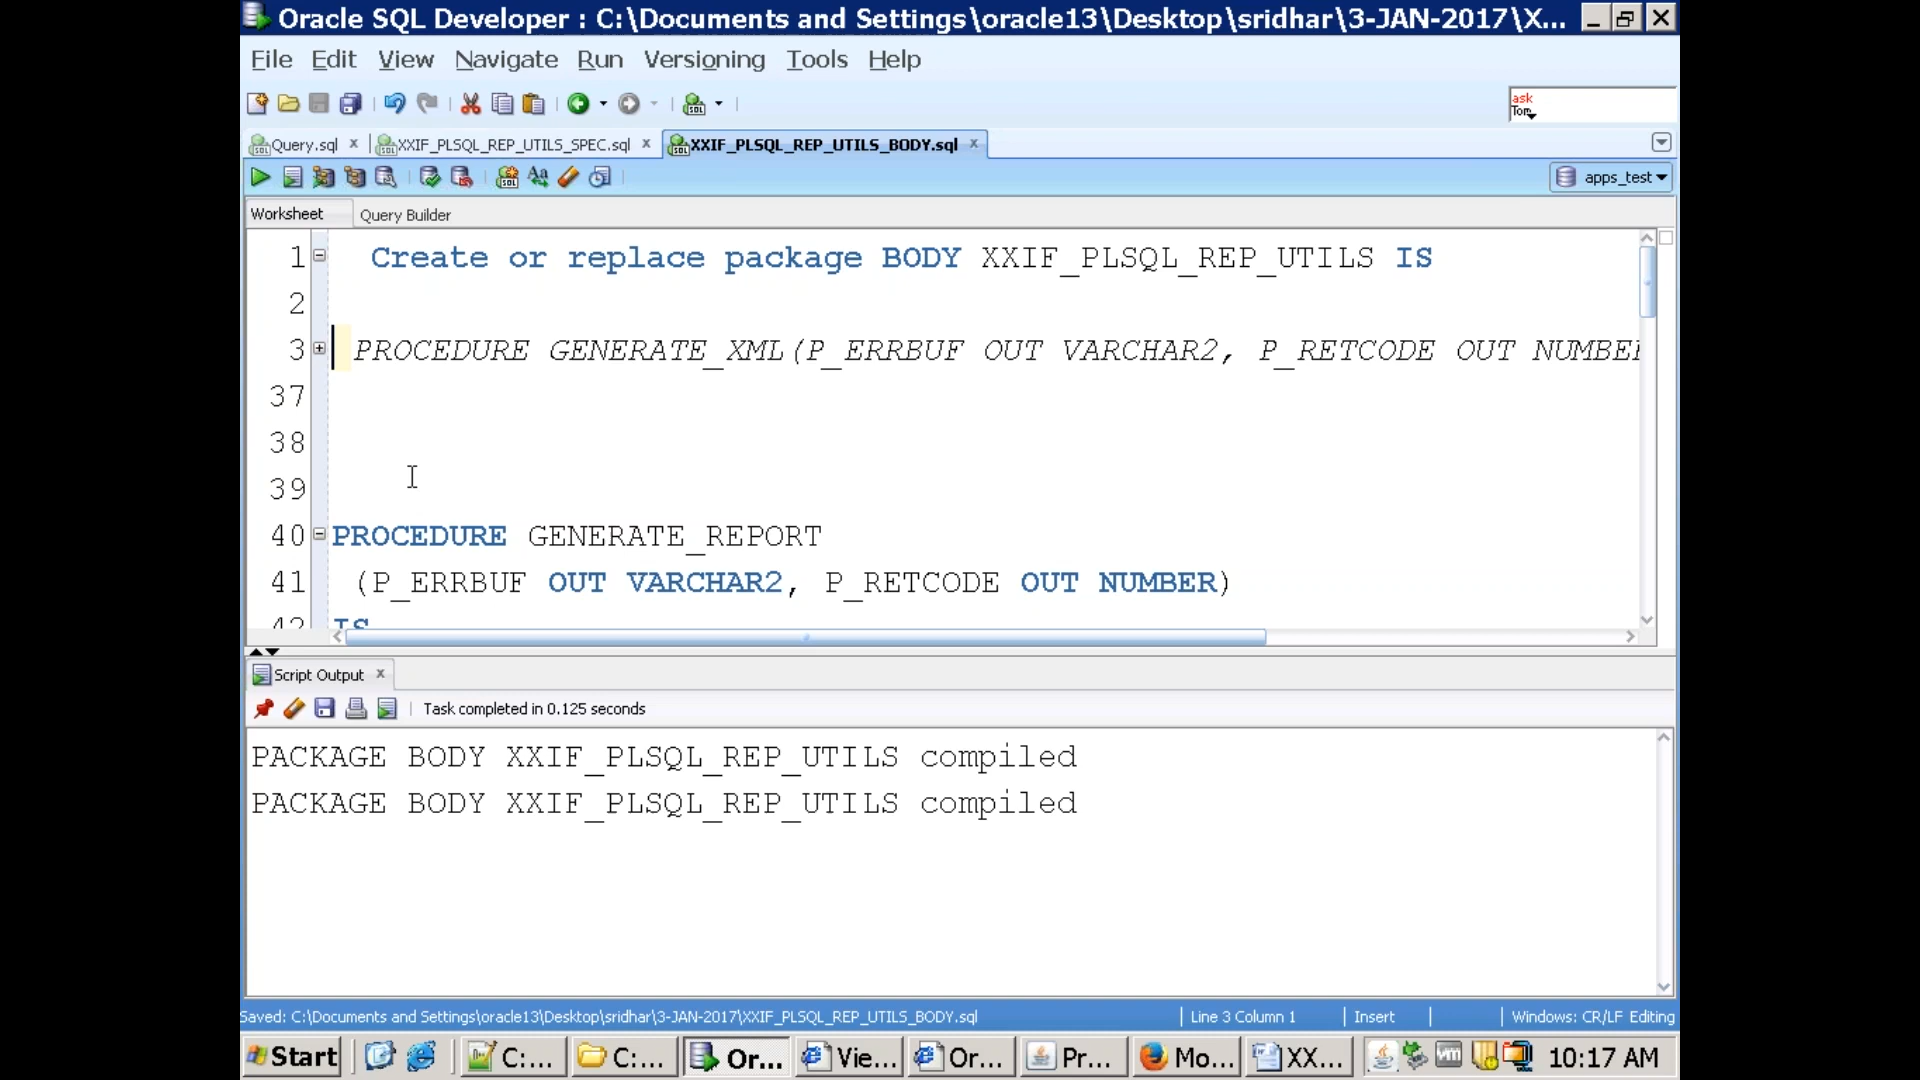 Oracle SQL Developer : C:\Documents and Settings\oracle13\Desktop\sridhar\3-JAN-2017\X...
File Edit View Navigate Run Versioning Tools Help
ask
Tom
Query.sql XXIF_PLSQL_REP_UTILS_SPEC.sql XXIF_PLSQL_REP_UTILS_BODY.sql
apps_test
Worksheet Query Builder
1 Create or replace package BODY XXIF_PLSQL_REP_UTILS IS
2
3 PROCEDURE GENERATE_XML(P_ERRBUF OUT VARCHAR2, P_RETCODE OUT NUMBER
37
38
39
40 PROCEDURE GENERATE_REPORT
41 (P_ERRBUF OUT VARCHAR2, P_RETCODE OUT NUMBER)
42 IS
Script Output
Task completed in 0.125 seconds
PACKAGE BODY XXIF_PLSQL_REP_UTILS compiled
PACKAGE BODY XXIF_PLSQL_REP_UTILS compiled
Saved: C:\Documents and Settings\oracle13\Desktop\sridhar\3-JAN-2017\XXIF_PLSQL_REP_UTILS_BODY.sql Line 3 Column 1 Insert Windows: CR/LF Editing
Start C:... C:... Or... Vie... Or... Pr... Mo... XX... 10:17 AM